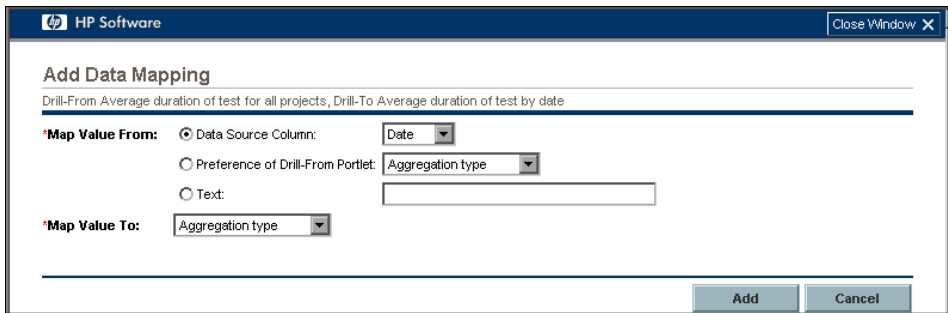 hp HP Software Close Window X
Add Data Mapping
Drill-From Average duration of test for all projects, Drill-To Average duration of test by date
*Map Value From: Data Source Column: Date
Preference of Drill-From Portlet: Aggregation type
Text:
*Map Value To: Aggregation type
Add Cancel